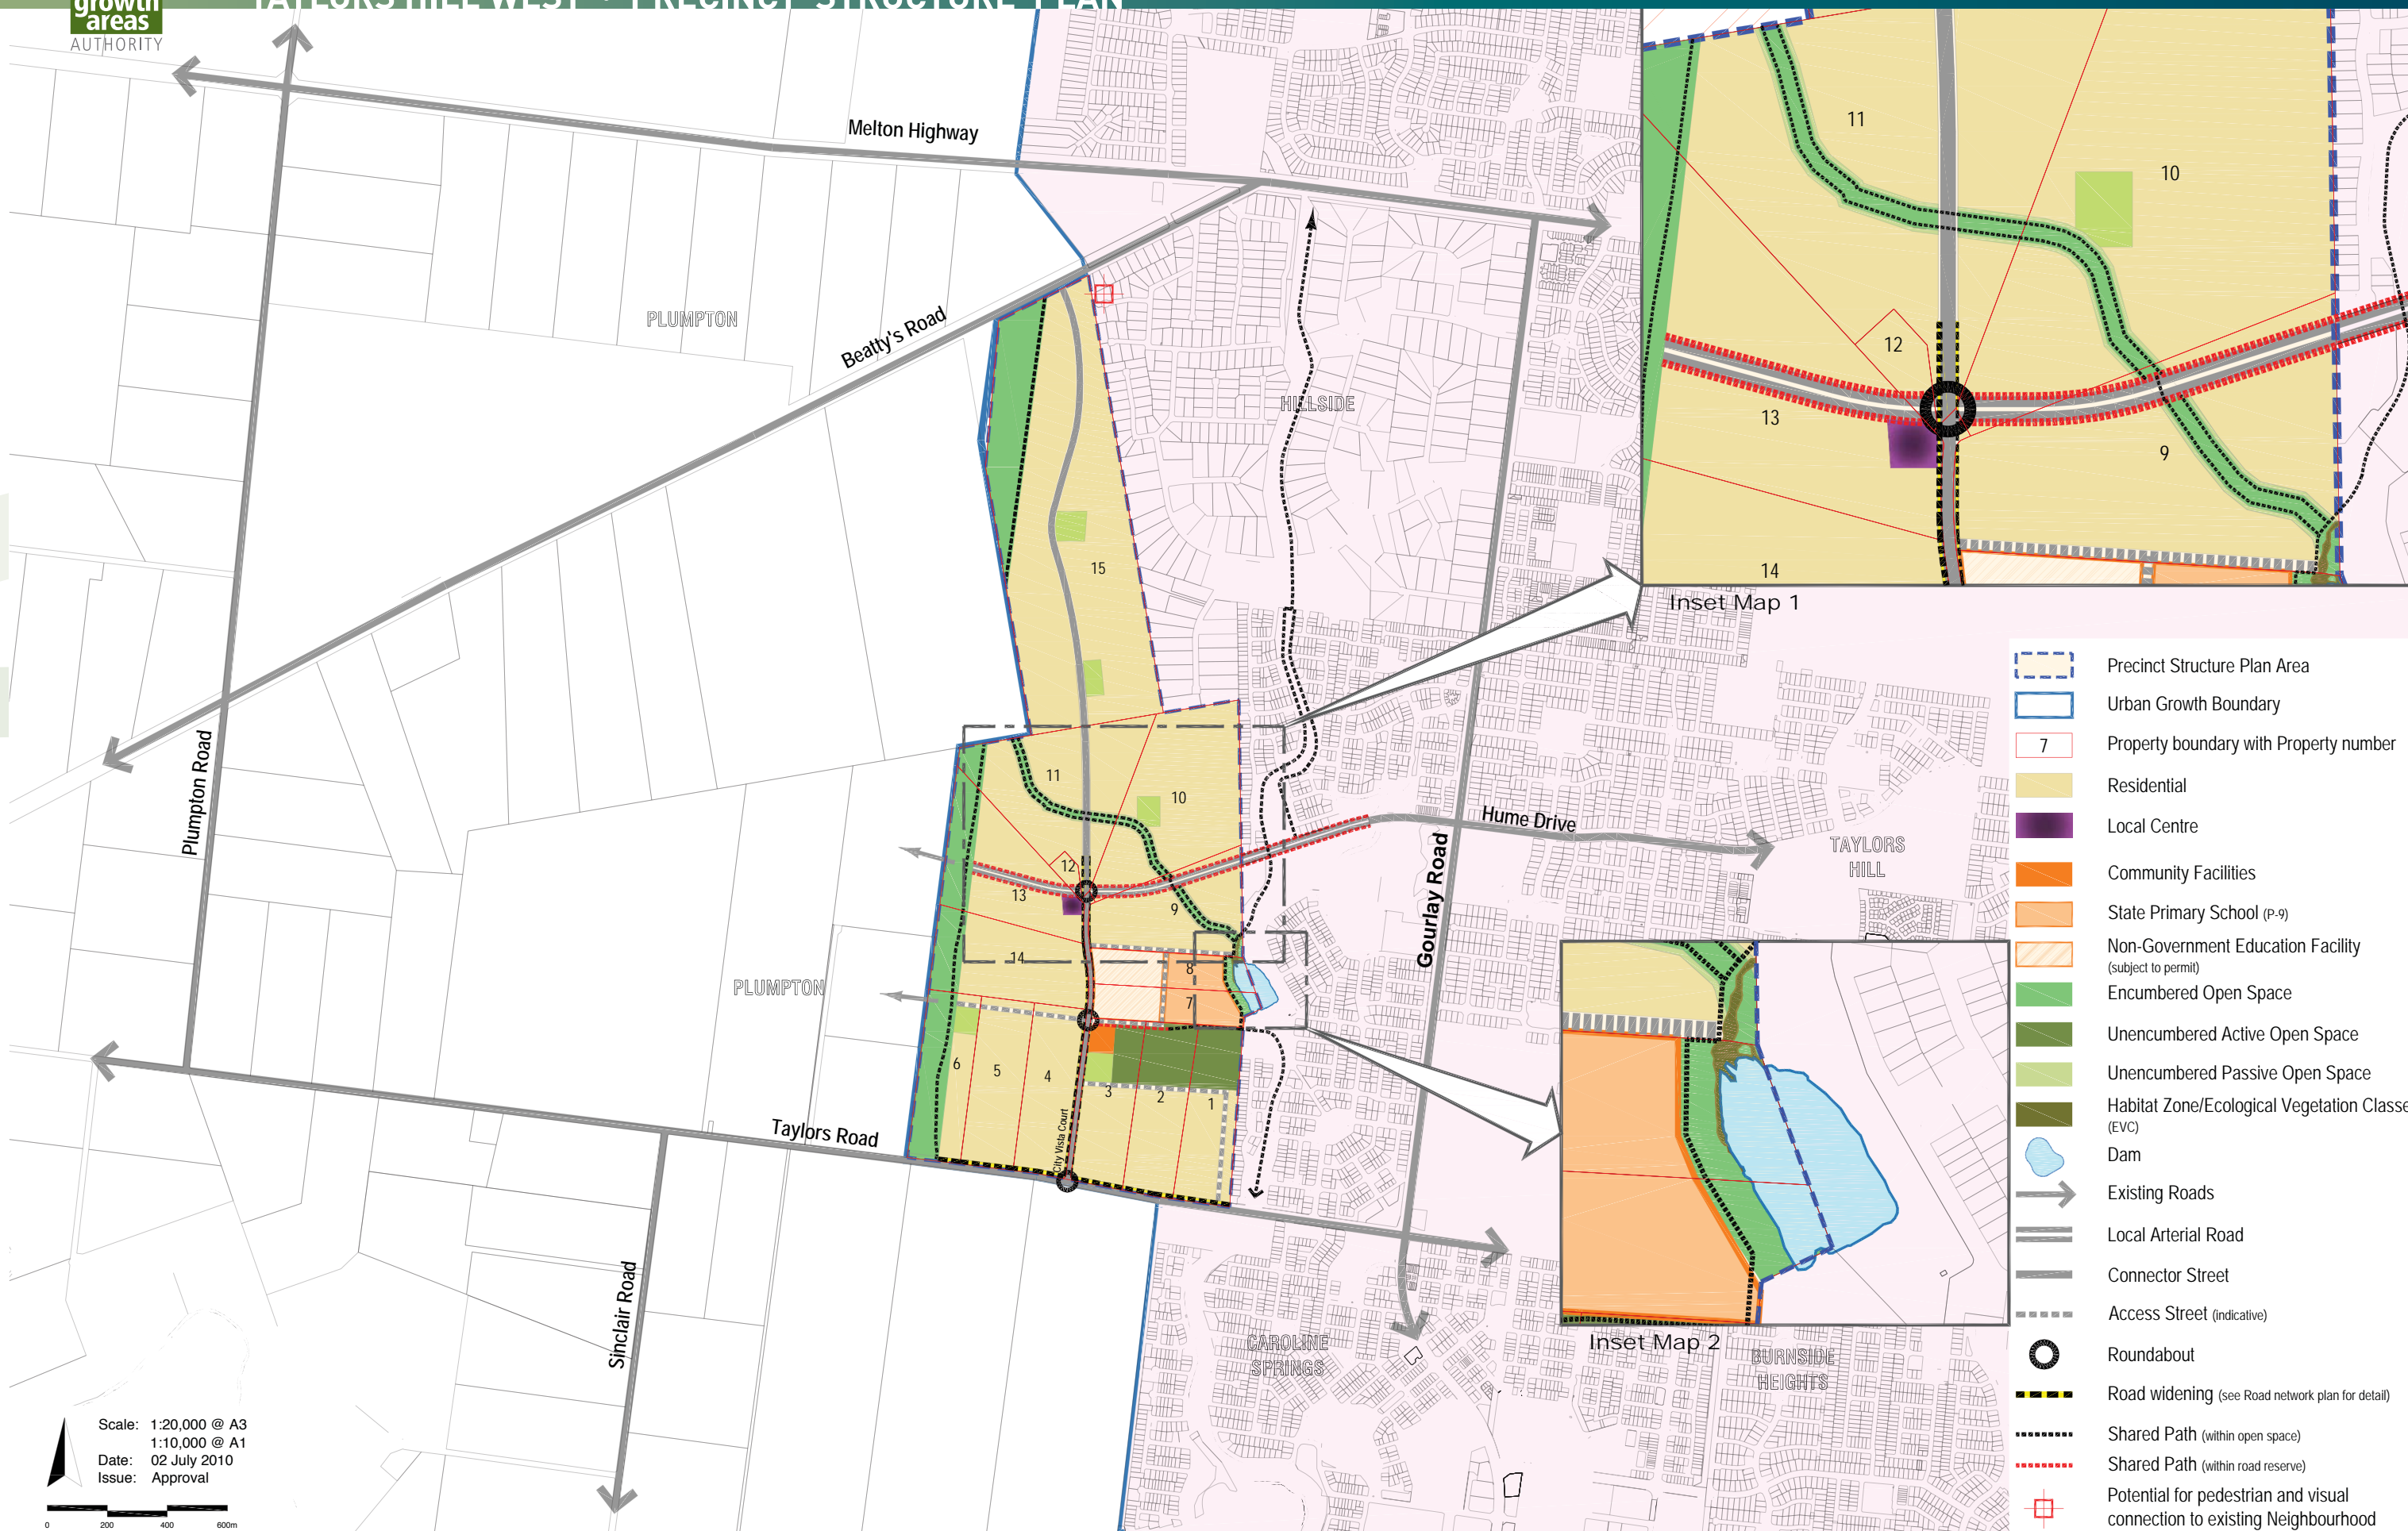 growth
areas
AUTHORITY
TAYLORS HILL WEST - PRECINCT STRUCTURE PLAN
Melton Highway
PLUMPTON
Beatty's Road
HILLSIDE
15
Plumpton Road
11
10
12
13
9
14
8
7
Hume Drive
Gourlay Road
TAYLORS
HILL
PLUMPTON
6
5
4
3
2
1
City Vista Court
Taylors Road
Sinclair Road
CAROLINE
SPRINGS
BURNSIDE
HEIGHTS
11
10
12
13
9
14
Inset Map 1
Inset Map 2
Precinct Structure Plan Area
Urban Growth Boundary
7
Property boundary with Property number
Residential
Local Centre
Community Facilities
State Primary School (P-9)
Non-Government Education Facility
(subject to permit)
Encumbered Open Space
Unencumbered Active Open Space
Unencumbered Passive Open Space
Habitat Zone/Ecological Vegetation Classe
(EVC)
Dam
Existing Roads
Local Arterial Road
Connector Street
Access Street (indicative)
Roundabout
Road widening (see Road network plan for detail)
Shared Path (within open space)
Shared Path (within road reserve)
Potential for pedestrian and visual
connection to existing Neighbourhood
Scale: 1:20,000 @ A3
1:10,000 @ A1
Date: 02 July 2010
Issue: Approval
0 200 400 600m